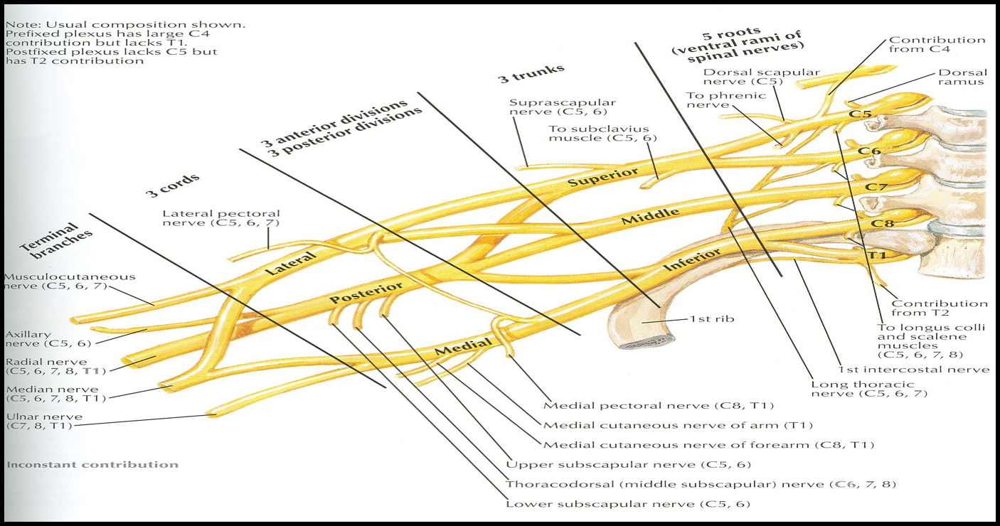 Note: Usual composition shown.
Prefixed plexus has large C4
contribution but lacks T1.
Postfixed plexus lacks C5 but
has T2 contribution
5 roots
(ventral rami of
spinal nerves)
Contribution
from C4
Dorsal
ramus
Dorsal scapular
nerve (C5)
To phrenic
nerve
3 trunks
Suprascapular
nerve (C5, 6)
To subclavius
muscle (C5, 6)
3 anterior divisions
3 posterior divisions
3 cords
Lateral pectoral
nerve (C5, 6, 7)
Terminal
branches
C5
C6
C7
C8
T1
Superior
Middle
Inferior
Lateral
Posterior
Medial
Musculocutaneous
nerve (C5, 6, 7)
Axillary
nerve (C5, 6)
Radial nerve
(C5, 6, 7, 8, T1)
Median nerve
(C5, 6, 7, 8, T1)
Ulnar nerve
(C7, 8, T1)
1st rib
Contribution
from T2
To longus colli
and scalene
muscles
(C5, 6, 7, 8)
1st intercostal nerve
Long thoracic
nerve (C5, 6, 7)
Medial pectoral nerve (C8, T1)
Medial cutaneous nerve of arm (T1)
Medial cutaneous nerve of forearm (C8, T1)
Upper subscapular nerve (C5, 6)
Thoracodorsal (middle subscapular) nerve (C6, 7, 8)
Lower subscapular nerve (C5, 6)
Inconstant contribution